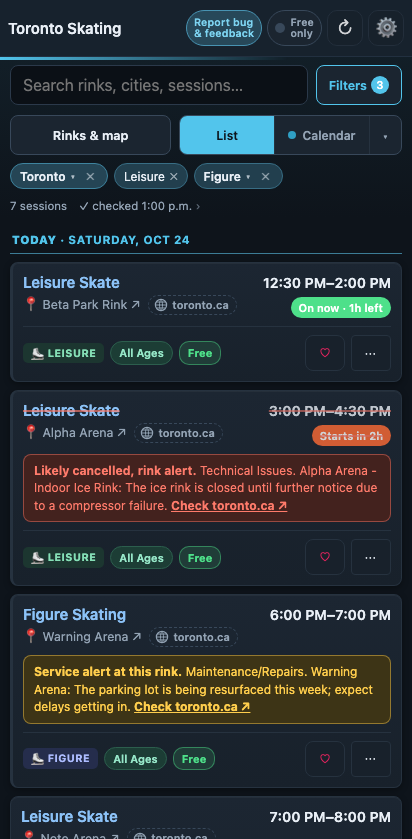 Toronto Skating
Report bug
& feedback
Free
only
Search rinks, cities, sessions...
Filters 3
Rinks & map
List
Calendar
Toronto
Leisure
Figure
7 sessions ✓ checked 1:00 p.m. ›
TODAY · SATURDAY, OCT 24
Leisure Skate 12:30 PM–2:00 PM
Beta Park Rink ↗ toronto.ca On now · 1h left
LEISURE All Ages Free
Leisure Skate 3:00 PM–4:30 PM
Alpha Arena ↗ toronto.ca Starts in 2h
Likely cancelled, rink alert. Technical Issues. Alpha Arena -
Indoor Ice Rink: The ice rink is closed until further notice due
to a compressor failure. Check toronto.ca ↗
LEISURE All Ages Free
Figure Skating 6:00 PM–7:00 PM
Warning Arena ↗ toronto.ca
Service alert at this rink. Maintenance/Repairs. Warning
Arena: The parking lot is being resurfaced this week; expect
delays getting in. Check toronto.ca ↗
FIGURE All Ages Free
Leisure Skate 7:00 PM–8:00 PM
Note Arena ↗ toronto.ca